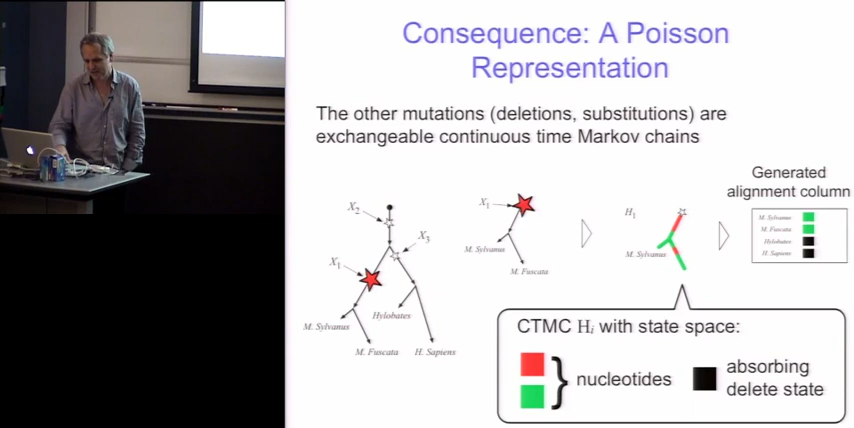 Consequence: A Poisson
Representation
The other mutations (deletions, substitutions) are
exchangeable continuous time Markov chains
X2
X3
X1
M. Sylvanus
Hylobates
M. Fuscata
H. Sapiens
X1
M. Sylvanus
M. Fuscata
H1
M. Sylvanus
Generated
alignment column
M. Sylvanus
M. Fuscata
Hylobates
H. Sapiens
CTMC Hi with state space:
nucleotides
absorbing
delete state